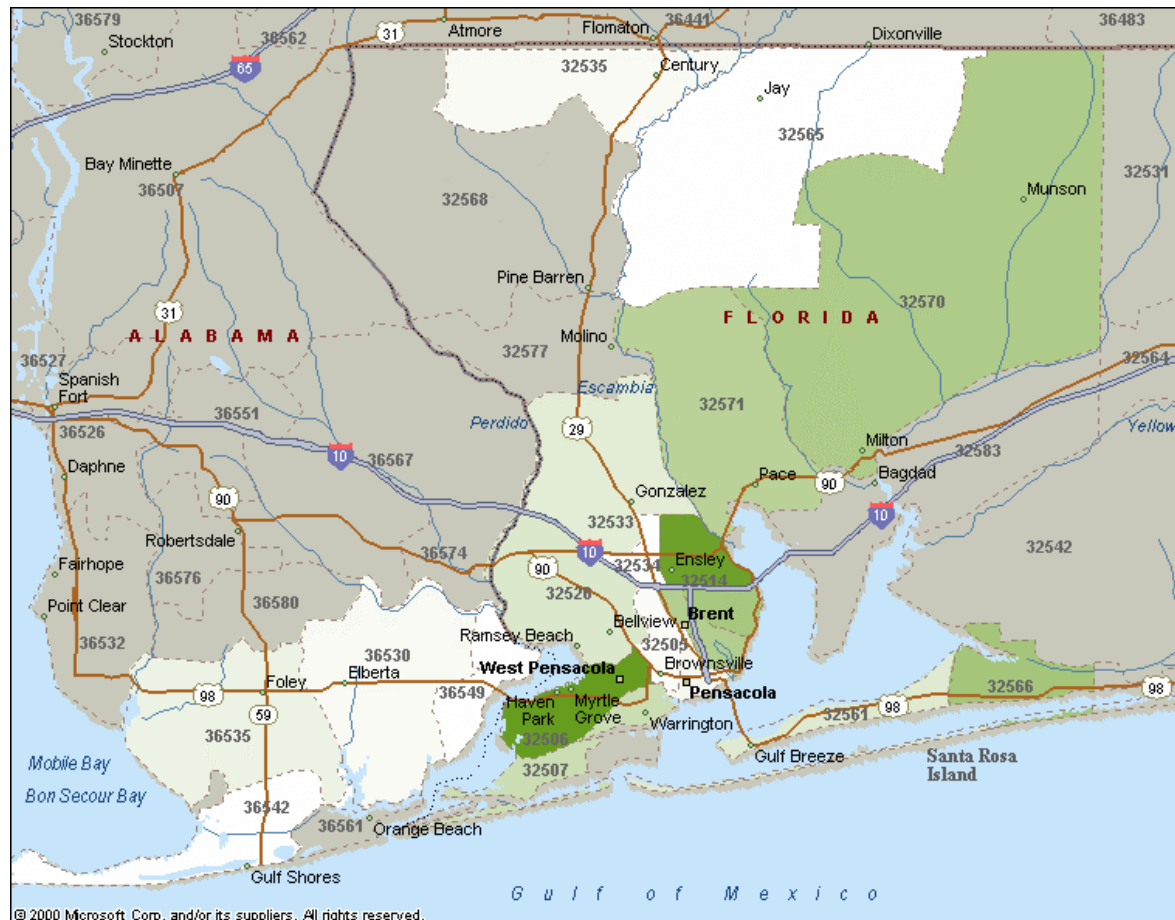 36579
Stockton
36562
31
Atmore
Flomaton
36441
Dixonville
36483
65
32535
Century
Jay
32565
Bay Minette
36507
32568
Munson
32531
Pine Barren
32570
31
ALABAMA
FLORIDA
Molino
36527
32577
32564
Spanish
Fort
Escambia
32571
36551
Perdido
29
36526
10
36567
Milton
Yellow
32583
Daphne
Pace
90
Bagdad
90
Gonzalez
10
Robertsdale
32533
36574
10
32534
Ensley
32542
Fairhope
36576
90
32514
36580
32526
Point Clear
Brent
Bellview
36532
Ramsey Beach
32505
36530
West Pensacola
Brownsville
Elberta
Foley
36549
98
Haven
Park
Myrtle
Grove
Pensacola
32566
98
59
Warrington
32561
98
36535
32506
Gulf Breeze
Mobile Bay
32507
Santa Rosa
Island
Bon Secour Bay
36542
36561
Orange Beach
Gulf Shores
Gulf of Mexico
© 2000 Microsoft Corp. and/or its suppliers. All rights reserved.